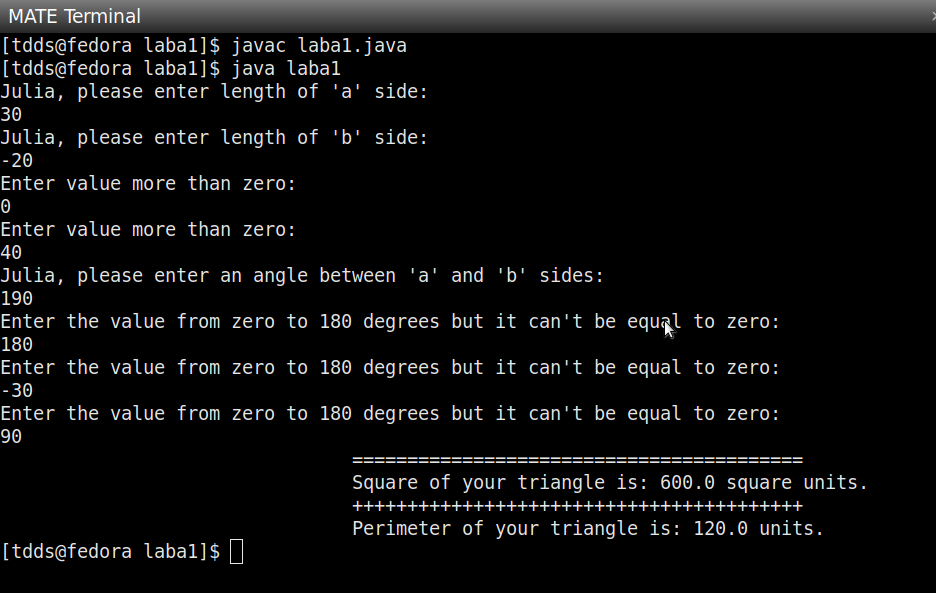 MATE Terminal
[tdds@fedora laba1]$ javac laba1.java
[tdds@fedora laba1]$ java laba1
Julia, please enter length of 'a' side:
30
Julia, please enter length of 'b' side:
-20
Enter value more than zero:
0
Enter value more than zero:
40
Julia, please enter an angle between 'a' and 'b' sides:
190
Enter the value from zero to 180 degrees but it can't be equal to zero:
180
Enter the value from zero to 180 degrees but it can't be equal to zero:
-30
Enter the value from zero to 180 degrees but it can't be equal to zero:
90
=========================================
Square of your triangle is: 600.0 square units.
+++++++++++++++++++++++++++++++++++++++++
Perimeter of your triangle is: 120.0 units.
[tdds@fedora laba1]$